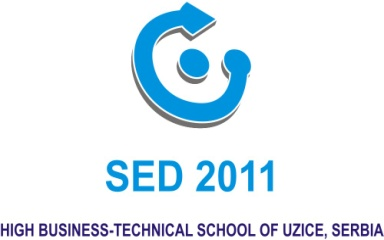 SED 2011
HIGH BUSINESS-TECHNICAL SCHOOL OF UZICE, SERBIA